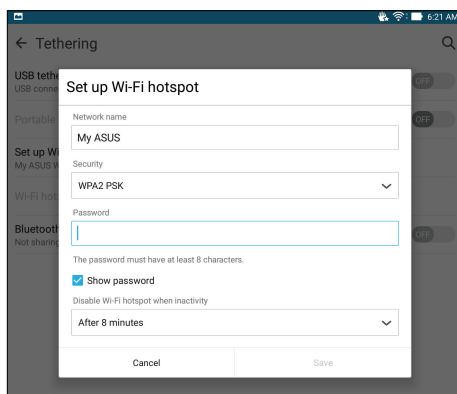 6:21 AM
Tethering
USB tethe
USB conne
OFF
Set up Wi-Fi hotspot
Network name
My ASUS
Portable
OFF
Security
Set up Wi
My ASUS W
WPA2 PSK
Wi-Fi hot
Password
Bluetooth
Not sharing
OFF
The password must have at least 8 characters.
Show password
Disable Wi-Fi hotspot when inactivity
After 8 minutes
Cancel
Save